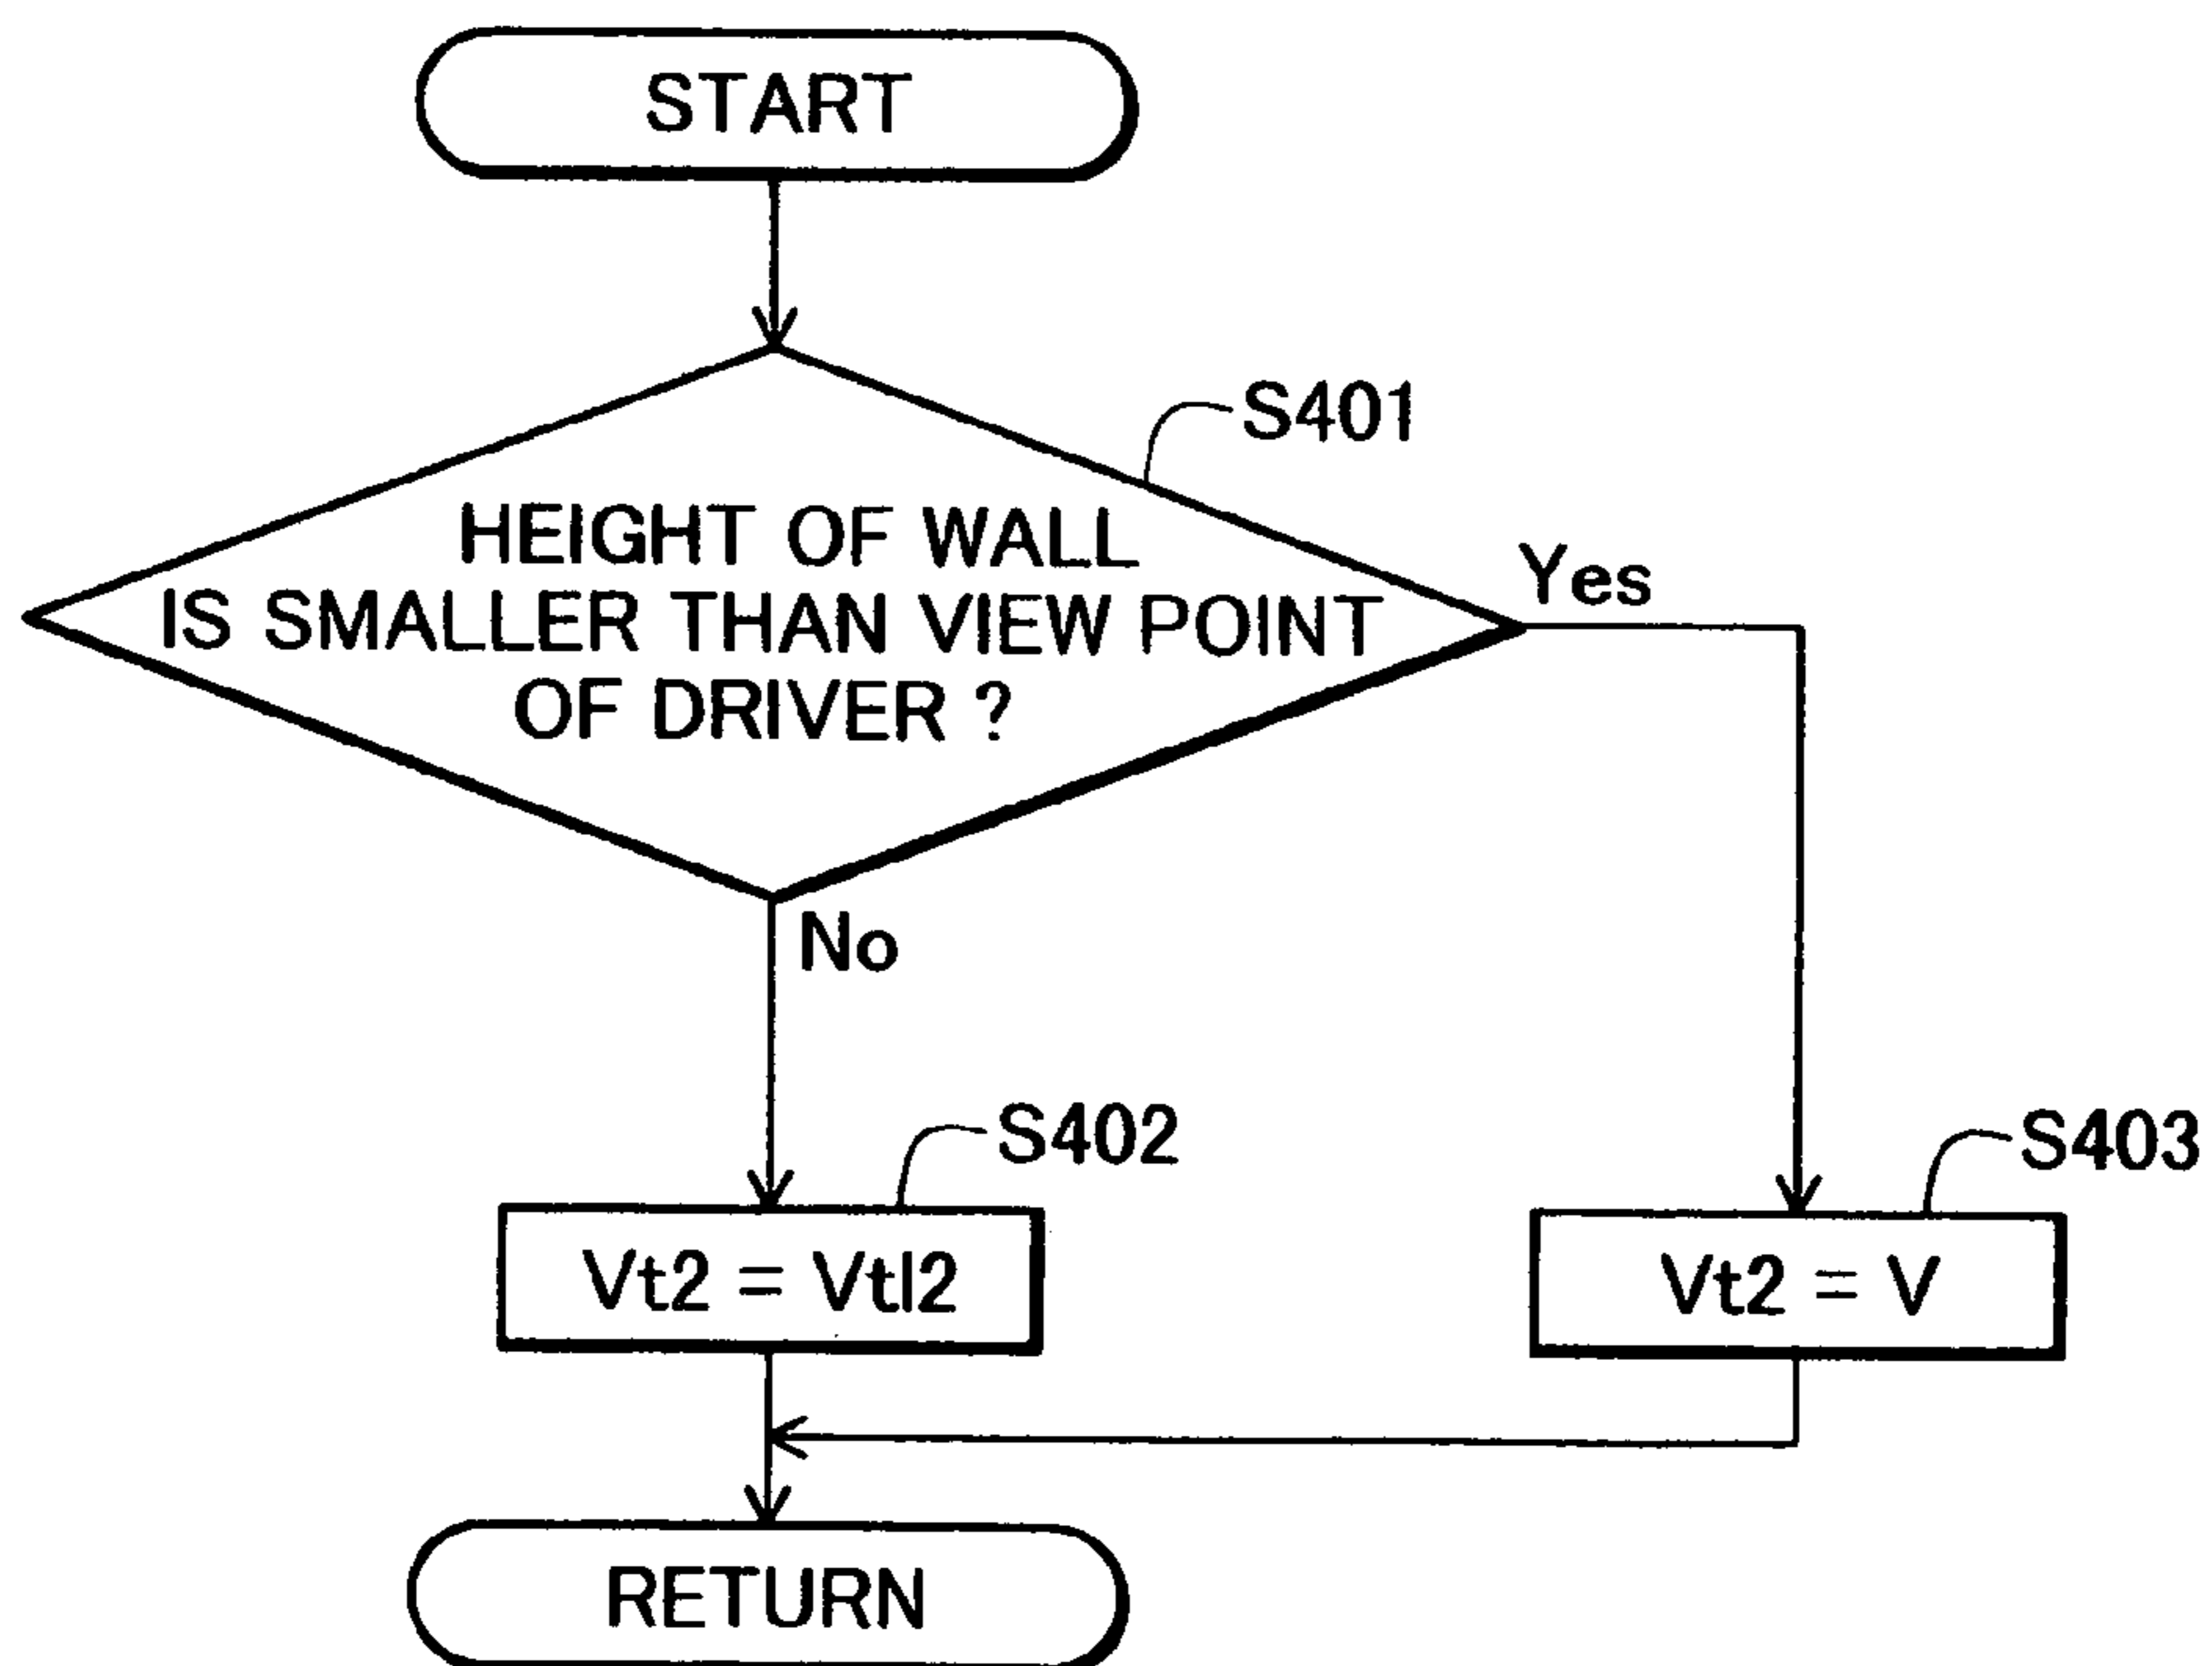 START
S401
HEIGHT OF WALL
IS SMALLER THAN VIEW POINT
OF DRIVER ?
Yes
No
S402
S403
Vt2 = Vtl2
Vt2 = V
RETURN